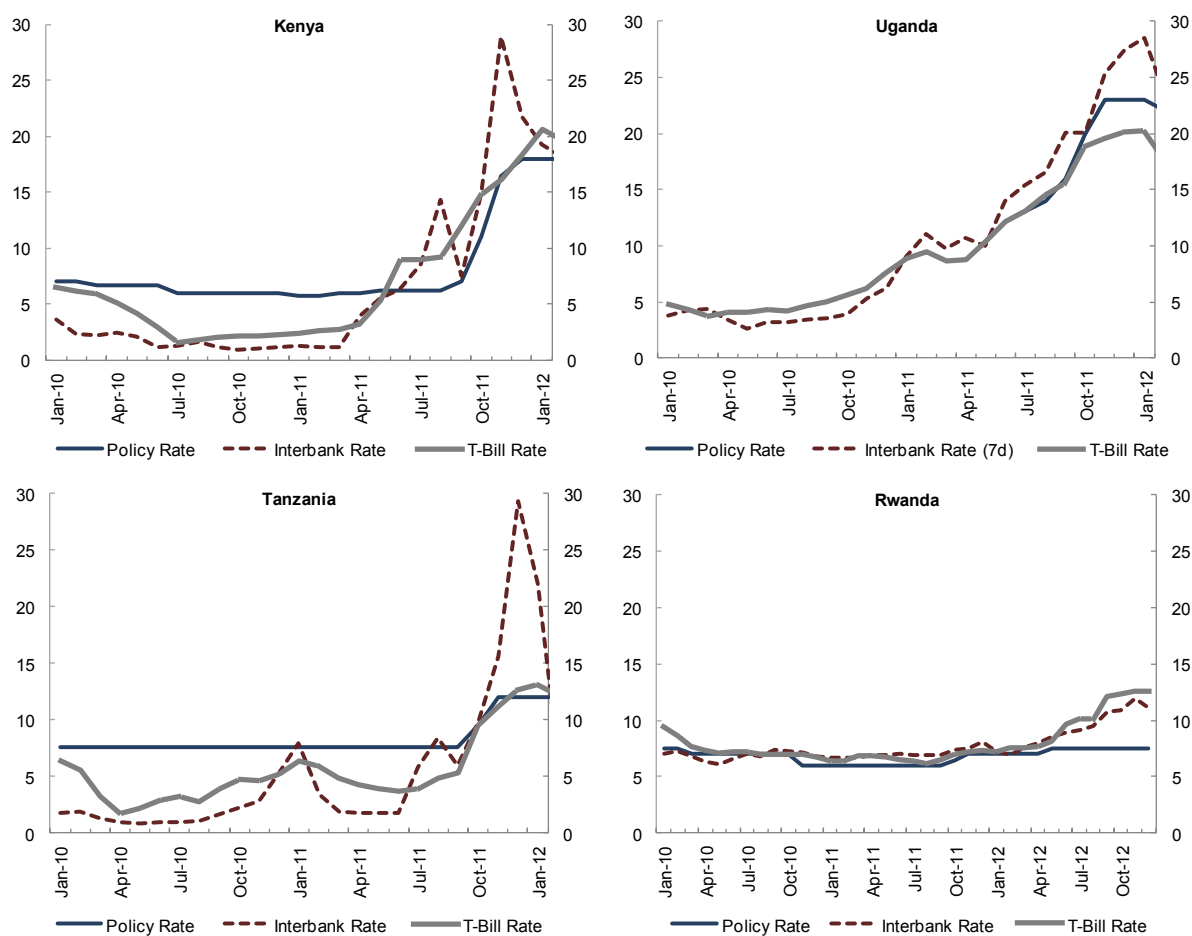 Kenya
30 30
25 25
20 20
15 15
10 10
5 5
0 0
Jan-10 Apr-10 Jul-10 Oct-10 Jan-11 Apr-11 Jul-11 Oct-11 Jan-12
Policy Rate Interbank Rate T-Bill Rate
Uganda
30 30
25 25
20 20
15 15
10 10
5 5
0 0
Jan-10 Apr-10 Jul-10 Oct-10 Jan-11 Apr-11 Jul-11 Oct-11 Jan-12
Policy Rate Interbank Rate (7d) T-Bill Rate
Tanzania
30 30
25 25
20 20
15 15
10 10
5 5
0 0
Jan-10 Apr-10 Jul-10 Oct-10 Jan-11 Apr-11 Jul-11 Oct-11 Jan-12
Policy Rate Interbank Rate T-Bill Rate
Rwanda
30 30
25 25
20 20
15 15
10 10
5 5
0 0
Jan-10 Apr-10 Jul-10 Oct-10 Jan-11 Apr-11 Jul-11 Oct-11 Jan-12 Apr-12 Jul-12 Oct-12
Policy Rate Interbank Rate T-Bill Rate